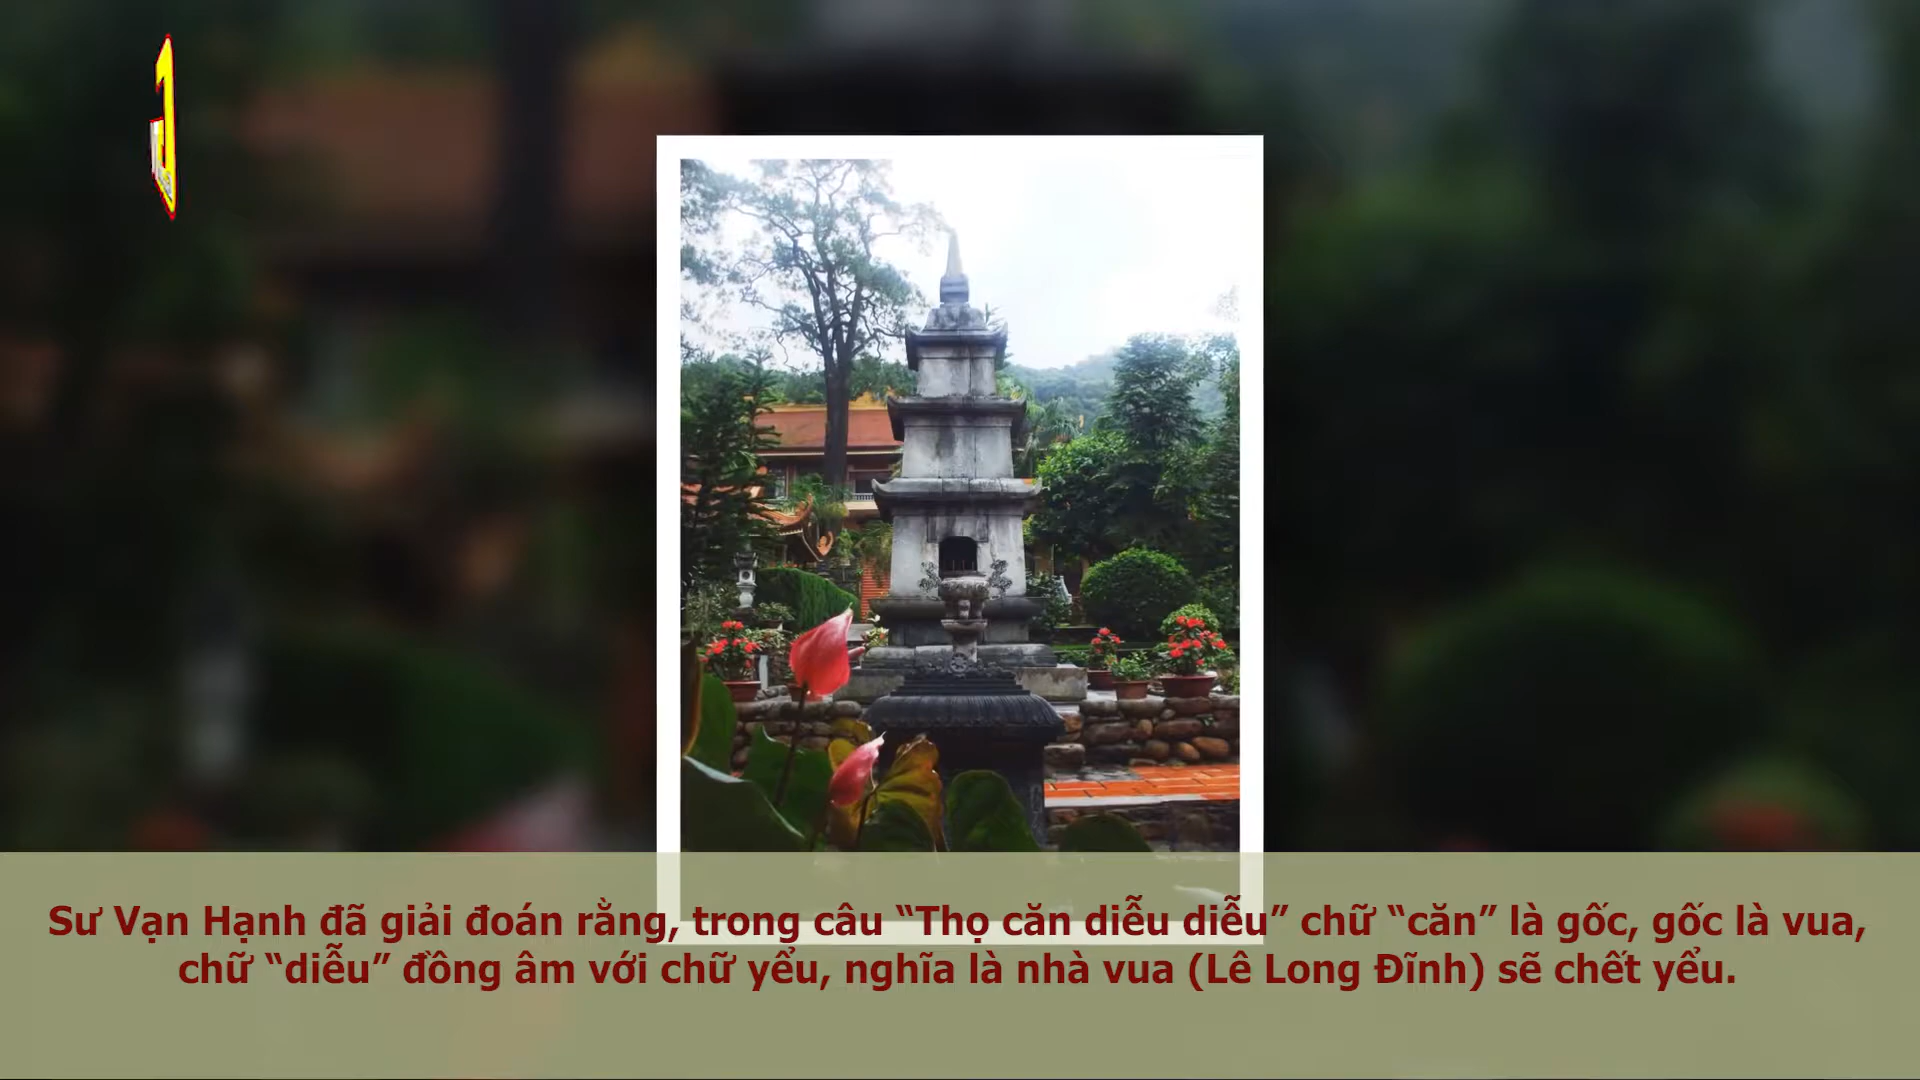 Sư Vạn Hạnh đã giải đoán rằng, trong câu “Thọ căn diễu diễu” chữ “căn” là gốc, gốc là vua,
chữ “diễu” đồng âm với chữ yểu, nghĩa là nhà vua (Lê Long Đĩnh) sẽ chết yểu.